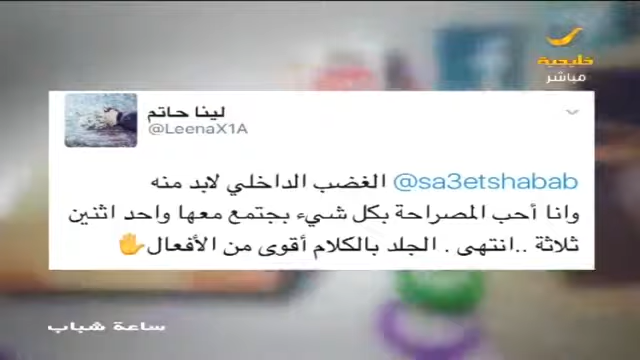 خليجية
مباشر
لينا حاتم
@LeenaX1A
@sa3etshabab الغضب الداخلي لابد منه
وانا أحب المصراحة بكل شيء بجتمع معها واحد اثنين
ثلاثة ..انتهى . الجلد بالكلام أقوى من الأفعال✋
ساعة شباب